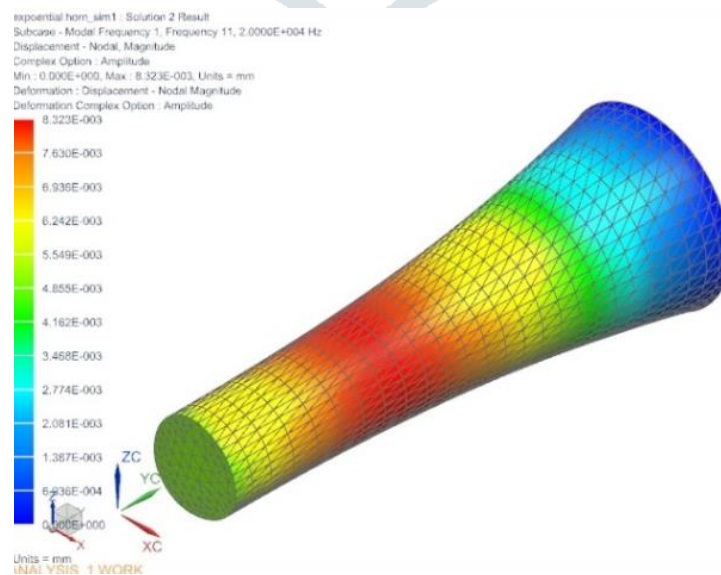 exponential horn_sim1 : Solution 2 Result
Subcase - Modal Frequency 1, Frequency 11, 2.0000E+004 Hz
Displacement - Nodal, Magnitude
Complex Option : Amplitude
Min : 0.000E+000, Max : 8.323E-003, Units = mm
Deformation : Displacement - Nodal Magnitude
Deformation Complex Option : Amplitude
8.323E-003
7.630E-003
6.936E-003
6.242E-003
5.549E-003
4.855E-003
4.162E-003
3.468E-003
2.774E-003
2.081E-003
1.387E-003
6.936E-004
0.000E+000
ZC
YC
XC
Z
X
Units = mm
ANALYSIS 1 WORK